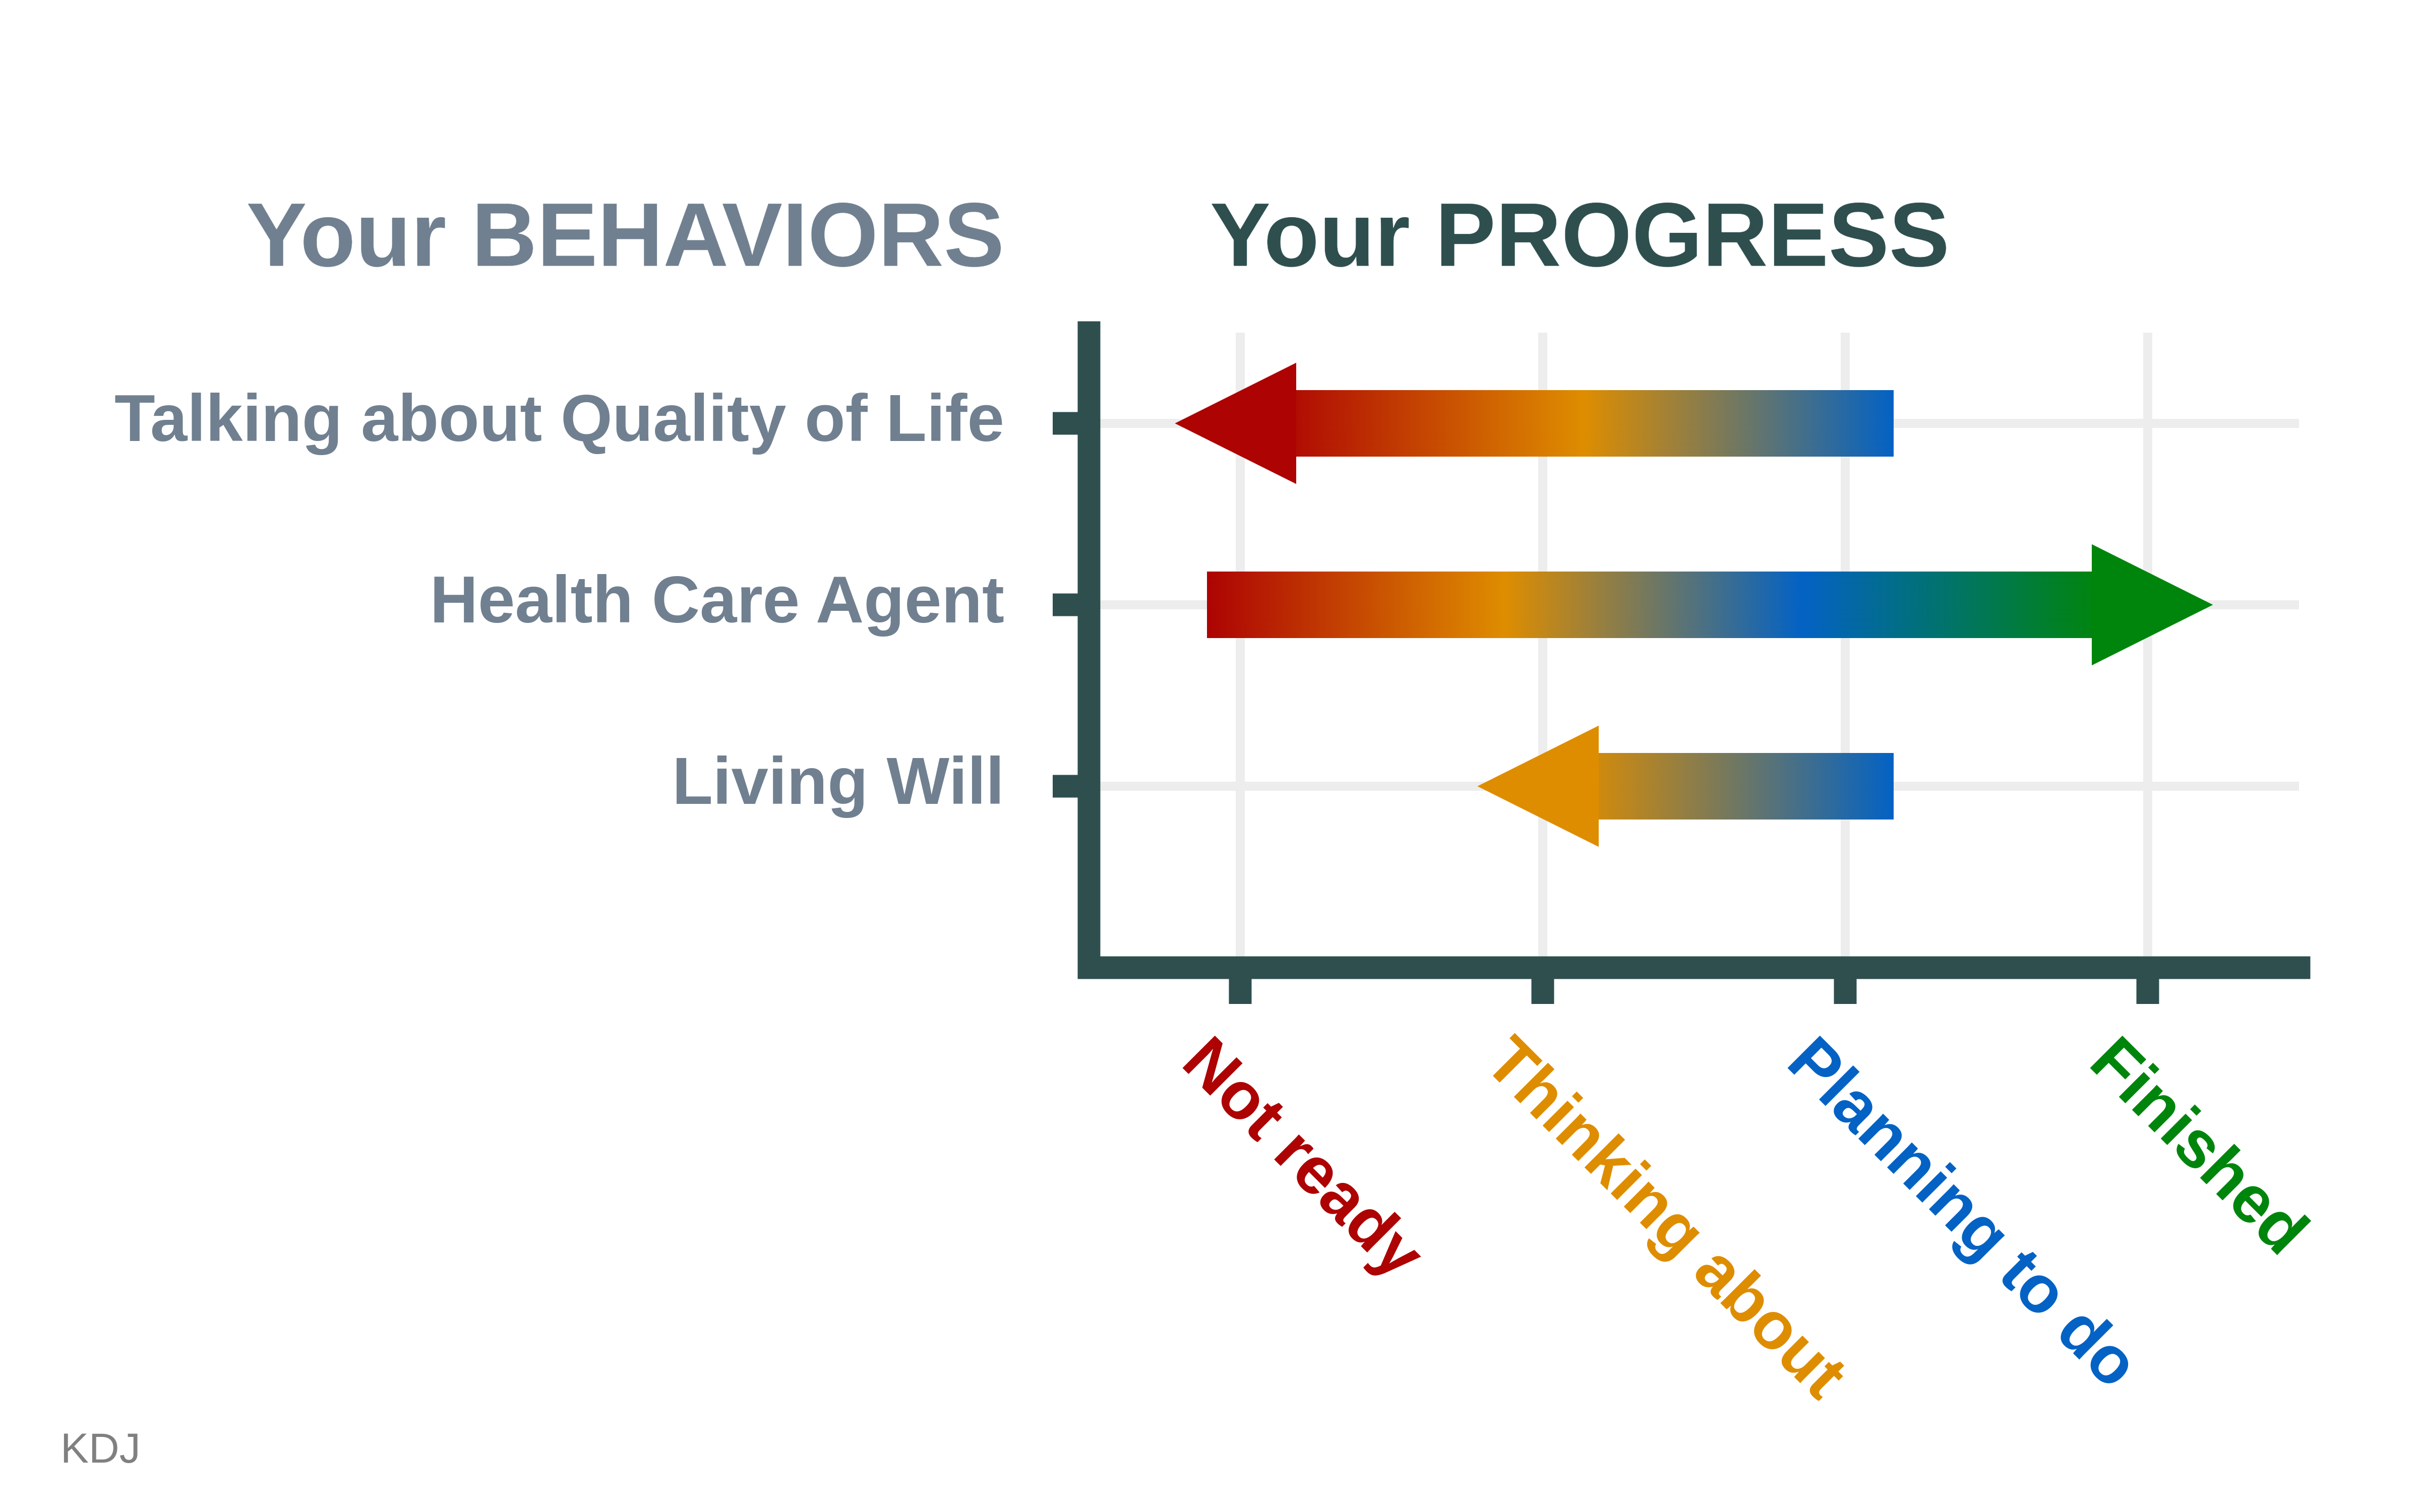 Your BEHAVIORS
Your PROGRESS
Talking about Quality of Life
Health Care Agent
Living Will
Not ready
Thinking about
Planning to do
Finished
KDJ